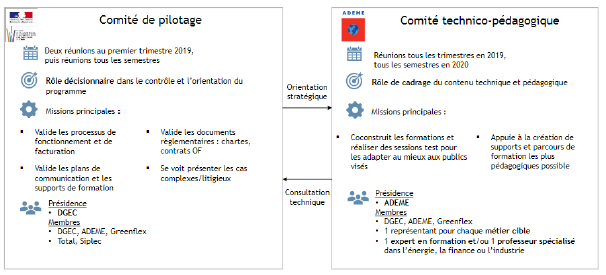 Comité de pilotage
Deux réunions au premier trimestre 2019,
puis réunions tous les semestres
Rôle décisionnaire dans le contrôle et l'orientation du
programme
Missions principales :
Valide les processus de
fonctionnement et de
facturation
Valide les plans de
communication et les
supports de formation
Valide les documents
règlementaires : chartes,
contrats OF
Se voit présenter les cas
complexes/litigieux
Présidence
• DGEC
Membres
• DGEC, ADEME, Greenflex
• Total, Siplec
Orientation
stratégique
Consultation
technique
ADEME
Comité technico-pédagogique
Réunions tous les trimestres en 2019,
tous les semestres en 2020
Rôle de cadrage du contenu technique et pédagogique
Missions principales :
Coconstruit les formations et
réaliser des sessions test pour
les adapter au mieux aux publics
visés
Appuie à la création de
supports et parcours de
formation les plus
pédagogiques possible
Présidence
• ADEME
Membres
• DGEC, ADEME, Greenflex
• 1 représentant pour chaque métier cible
• 1 expert en formation et/ou 1 professeur spécialisé
dans l'énergie, la finance ou l'industrie